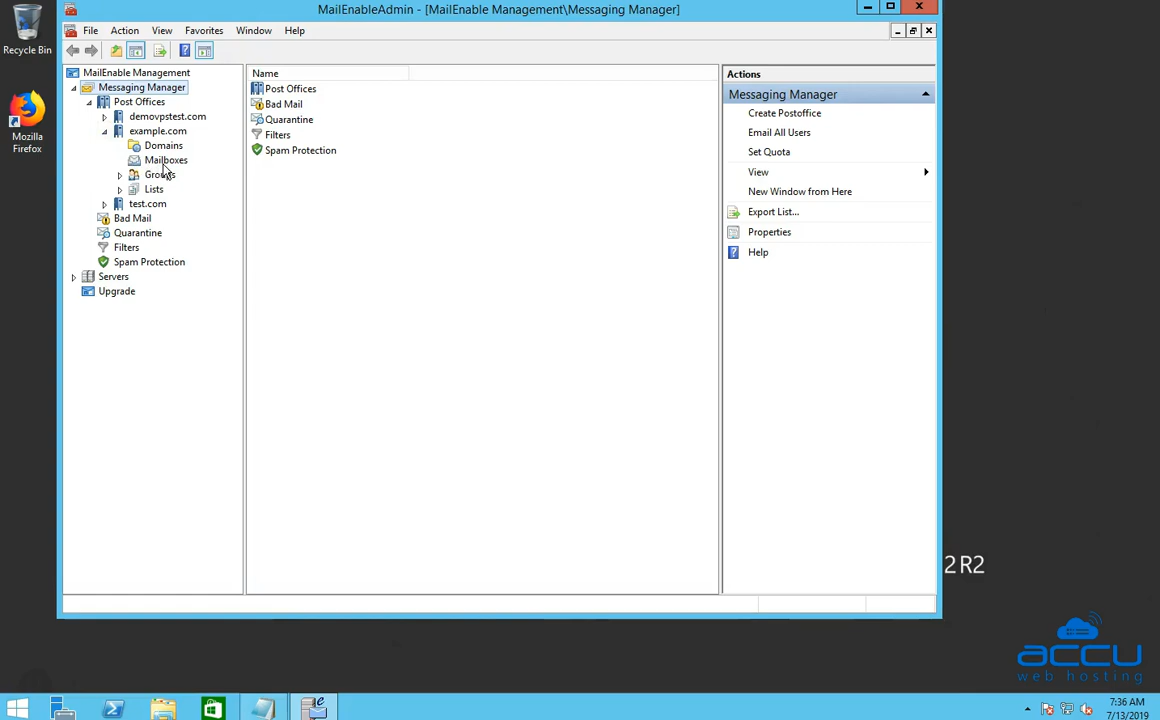 MailEnableAdmin - [MailEnable Management\Messaging Manager]
Recycle Bin
Mozilla
Firefox
File Action View Favorites Window Help
MailEnable Management
Messaging Manager
Post Offices
demovpstest.com
example.com
Domains
Mailboxes
Groups
Lists
test.com
Bad Mail
Quarantine
Filters
Spam Protection
Servers
Upgrade
Name
Post Offices
Bad Mail
Quarantine
Filters
Spam Protection
Actions
Messaging Manager
Create Postoffice
Email All Users
Set Quota
View
New Window from Here
Export List...
Properties
Help
2 R2
accu
web hosting
7:36 AM
7/13/2019